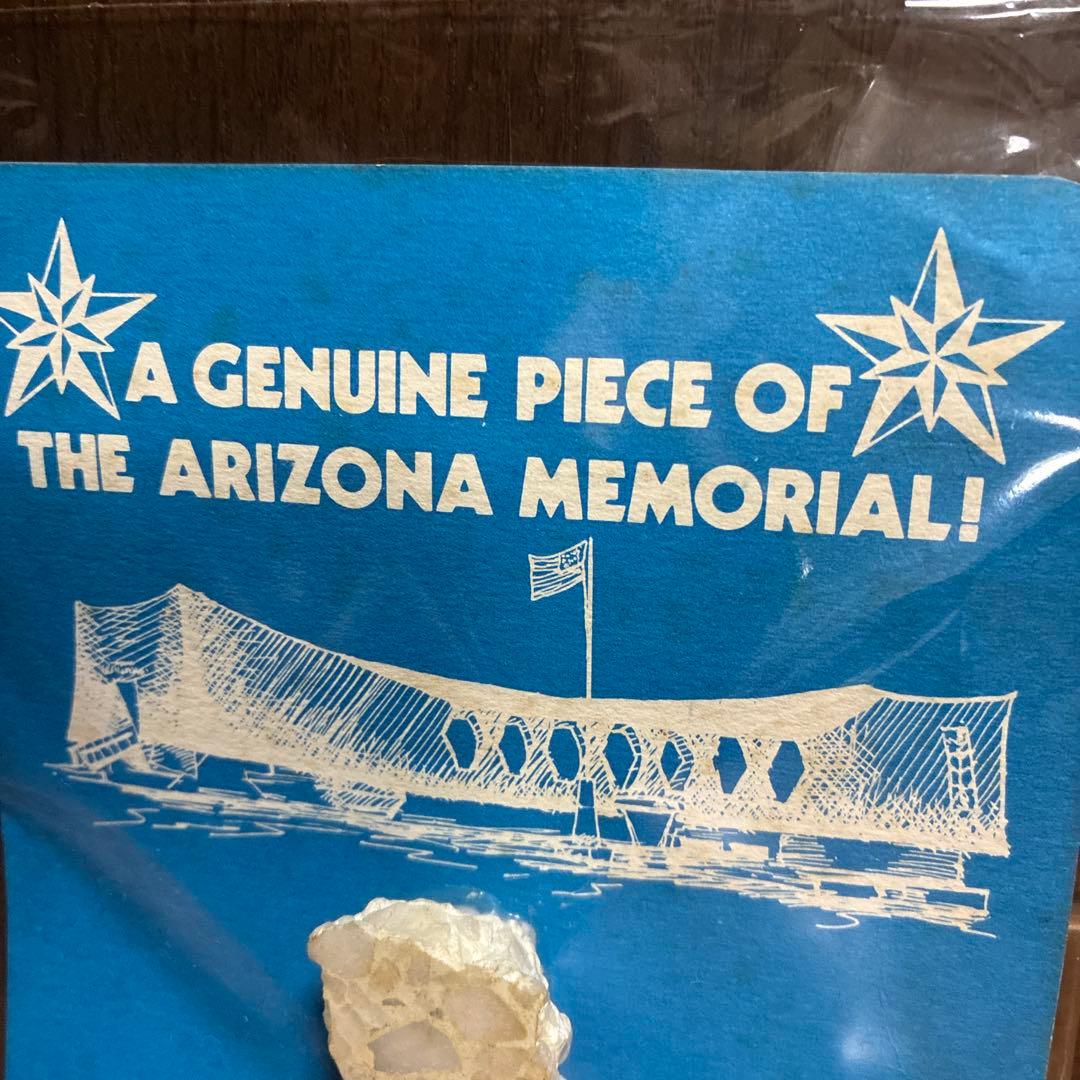 A GENUINE PIECE OF
THE ARIZONA MEMORIAL!